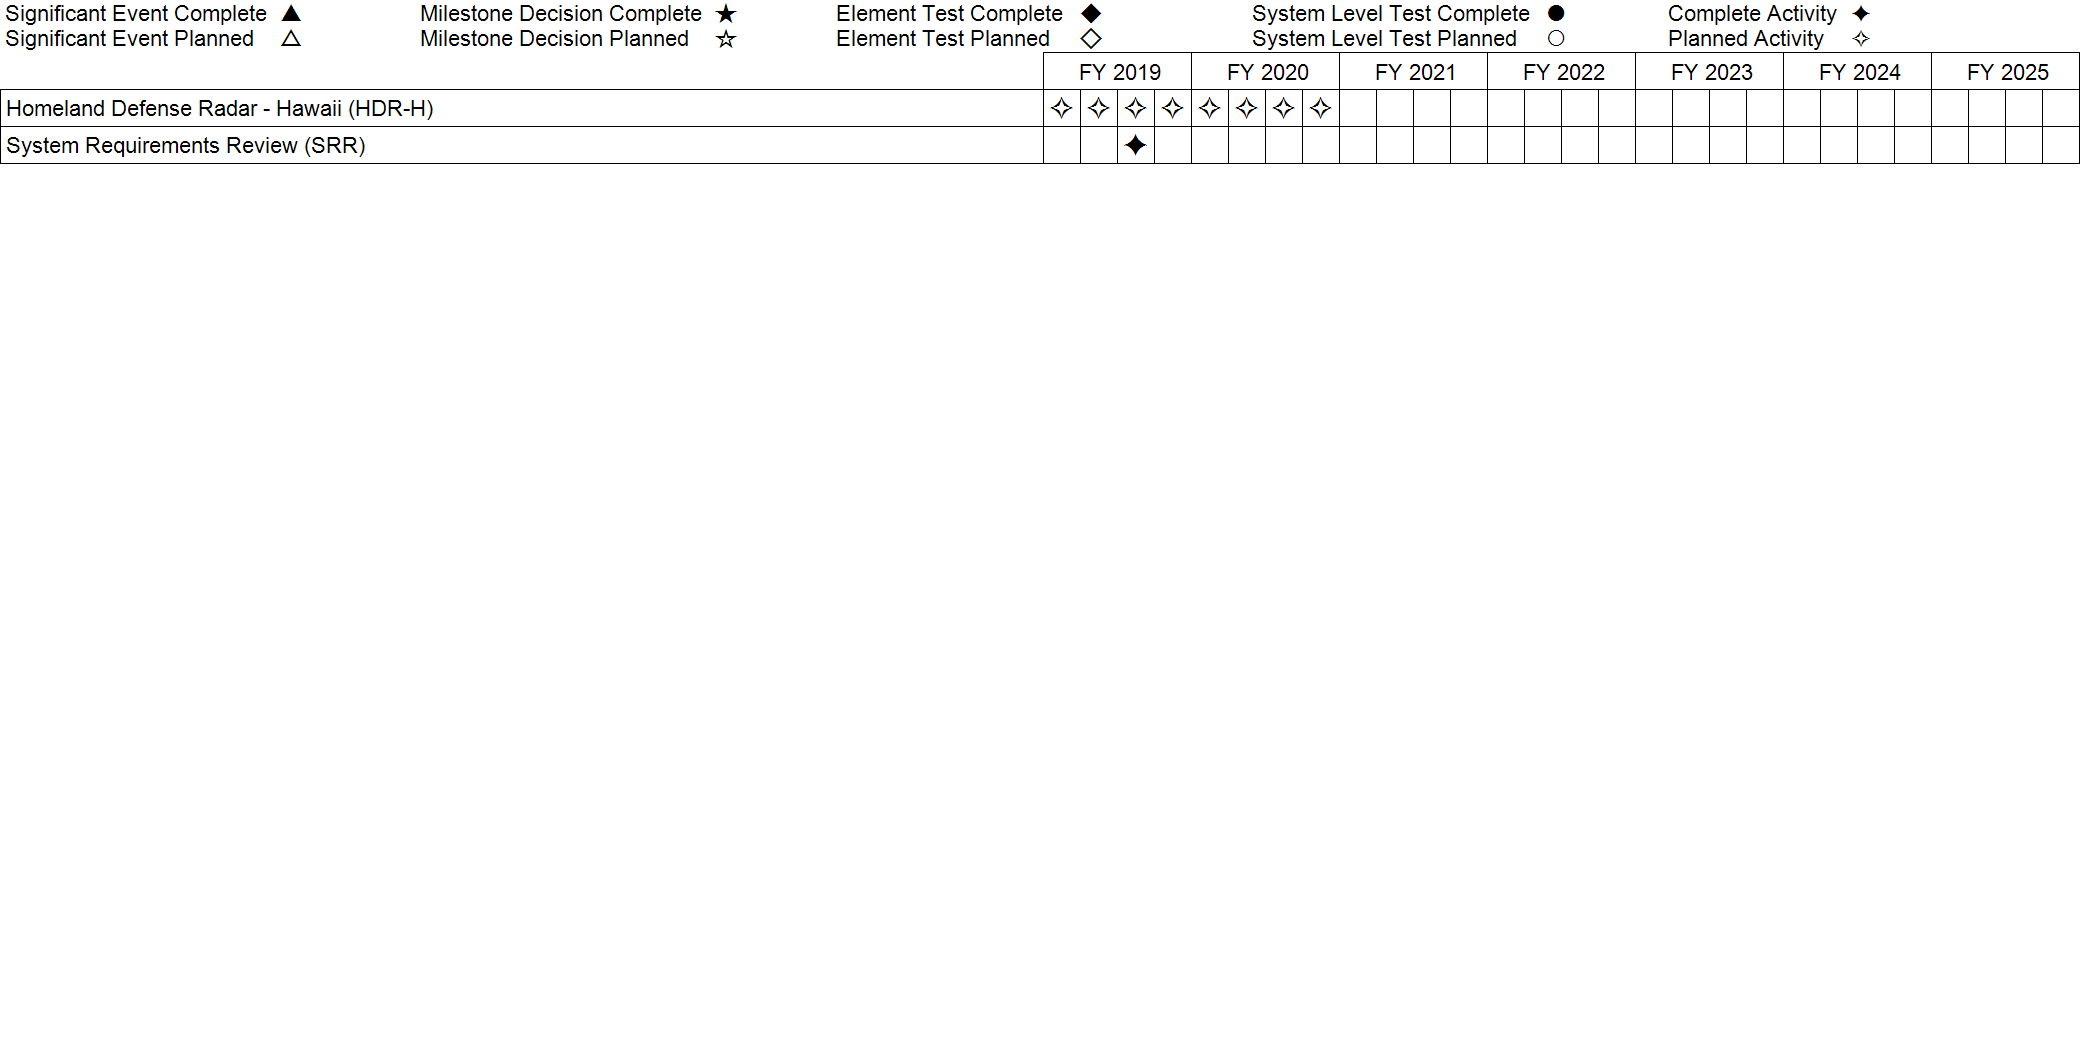 Significant Event Complete ▲ Milestone Decision Complete ★ Element Test Complete ◆ System Level Test Complete ● Complete Activity ✦
Significant Event Planned △ Milestone Decision Planned ☆ Element Test Planned ◇ System Level Test Planned ○ Planned Activity ✧
FY 2019 FY 2020 FY 2021 FY 2022 FY 2023 FY 2024 FY 2025
Homeland Defense Radar - Hawaii (HDR-H) ✧ ✧ ✧ ✧ ✧ ✧ ✧ ✧
System Requirements Review (SRR) ✦